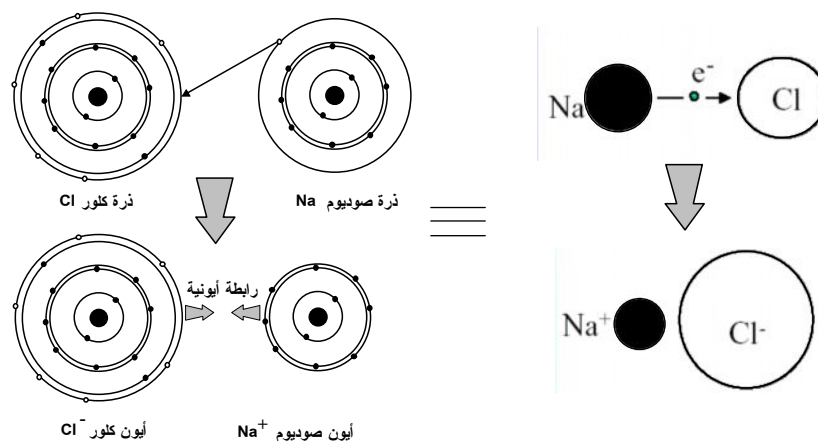 ذرة كلور Cl
ذرة صوديوم Na
رابطة أيونية
أيون كلور Cl⁻
أيون صوديوم Na⁺
e⁻
Na
Cl
Na⁺
Cl⁻